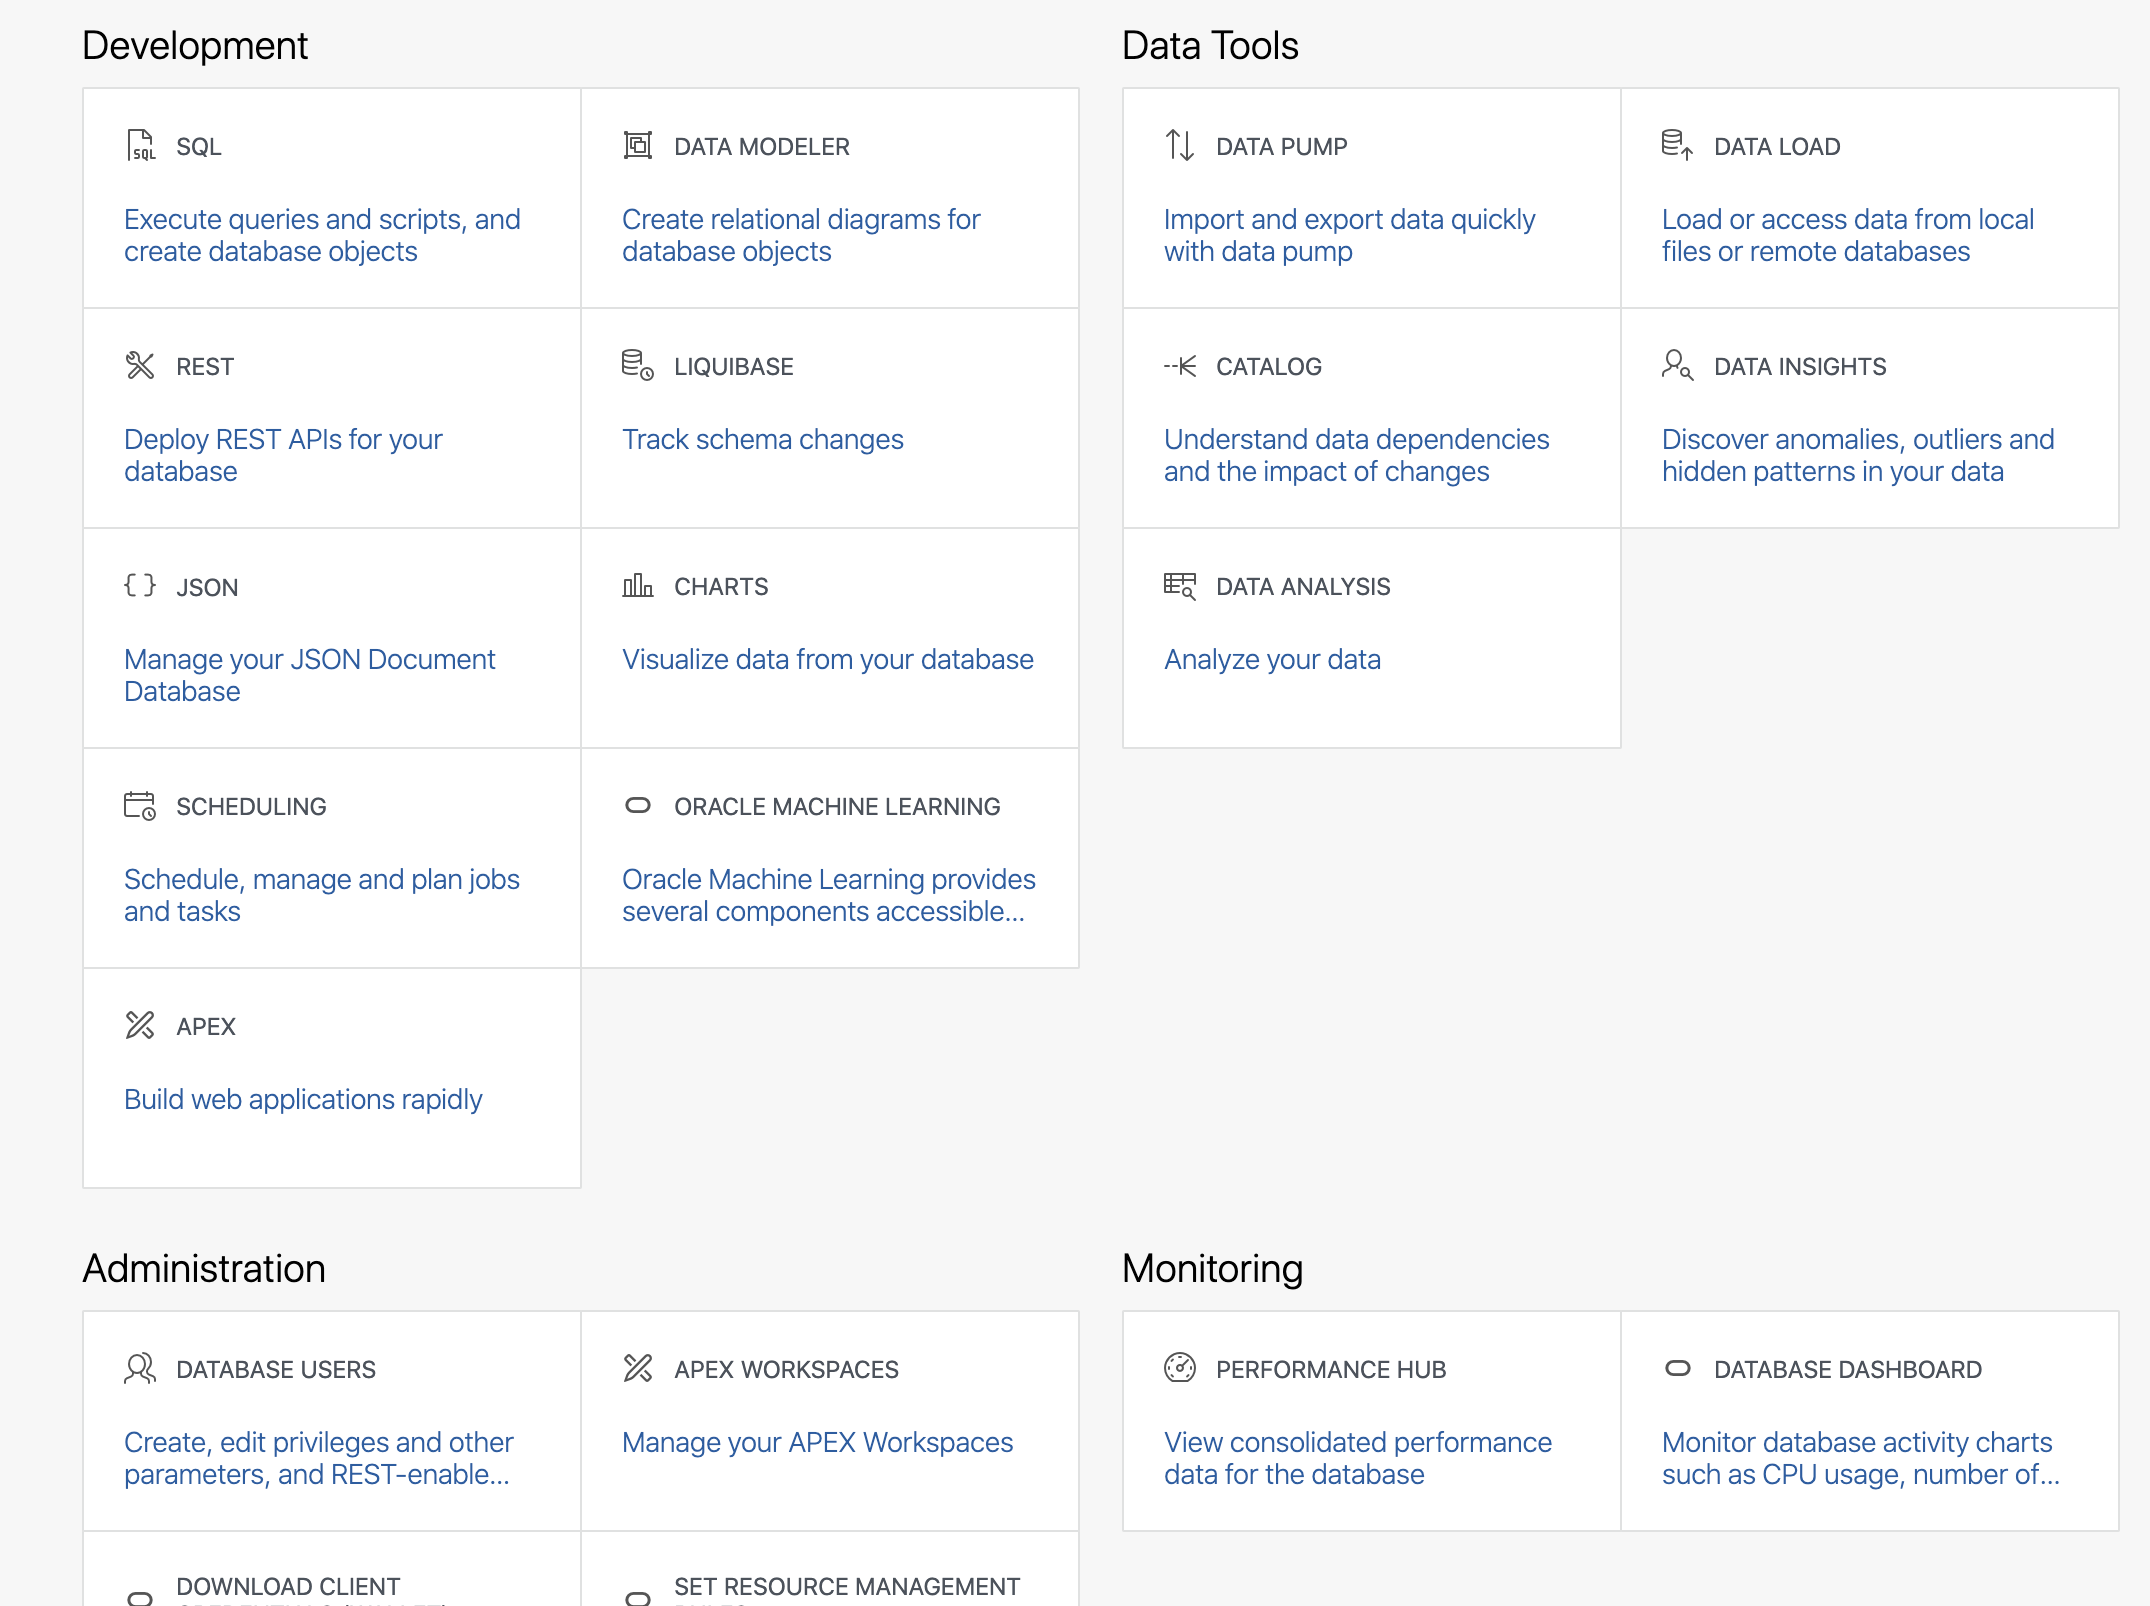 Development
SQL
Execute queries and scripts, and
create database objects
DATA MODELER
Create relational diagrams for
database objects
REST
Deploy REST APIs for your
database
LIQUIBASE
Track schema changes
{ } JSON
Manage your JSON Document
Database
CHARTS
Visualize data from your database
SCHEDULING
Schedule, manage and plan jobs
and tasks
ORACLE MACHINE LEARNING
Oracle Machine Learning provides
several components accessible...
APEX
Build web applications rapidly
Data Tools
DATA PUMP
Import and export data quickly
with data pump
DATA LOAD
Load or access data from local
files or remote databases
CATALOG
Understand data dependencies
and the impact of changes
DATA INSIGHTS
Discover anomalies, outliers and
hidden patterns in your data
DATA ANALYSIS
Analyze your data
Administration
DATABASE USERS
Create, edit privileges and other
parameters, and REST-enable...
APEX WORKSPACES
Manage your APEX Workspaces
DOWNLOAD CLIENT
SET RESOURCE MANAGEMENT
Monitoring
PERFORMANCE HUB
View consolidated performance
data for the database
DATABASE DASHBOARD
Monitor database activity charts
such as CPU usage, number of...